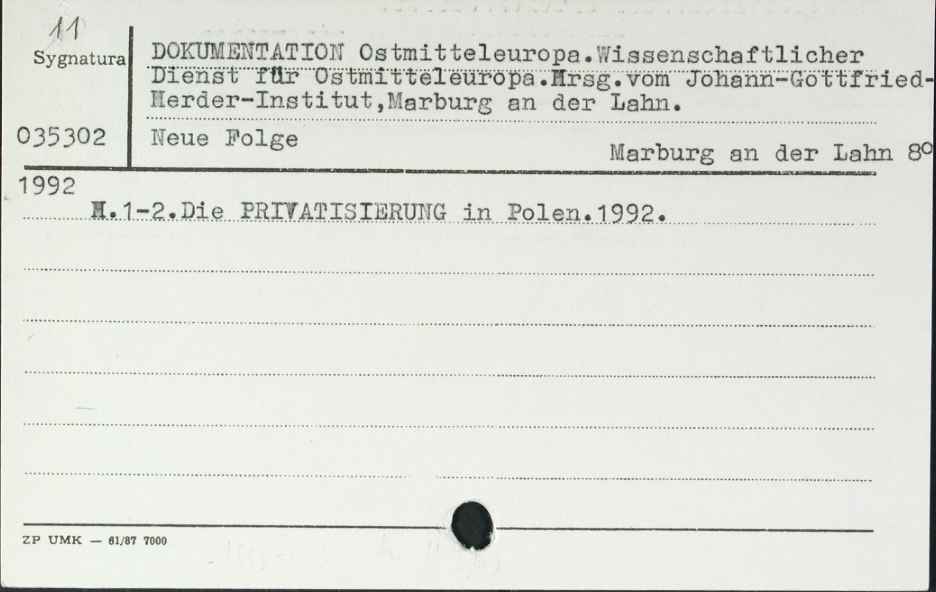 11
Sygnatura
DOKUMENTATION Ostmitteleuropa.Wissenschaftlicher
Dienst für Ostmitteleuropa.Hrsg.vom Johann-Gottfried-
Herder-Institut,Marburg an der Lahn.
035302
Neue Folge
Marburg an der Lahn 8º
1992
H.1-2.Die PRIVATISIERUNG in Polen.1992.
ZP UMK — 61/87 7000